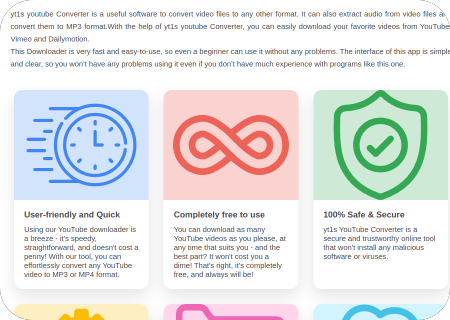 yt1s youtube Converter is a useful software to convert video files to any other format. It can also extract audio from video files
convert them to MP3 format.With the help of yt1s youtube Converter, you can easily download your favorite videos from YouTube
Vimeo and Dailymotion.
This Downloader is very fast and easy-to-use, so even a beginner can use it without any problems. The interface of this app is simple
and clear, so you won't have any problems using it even if you don't have much experience with programs like this one.
User-friendly and Quick
Using our YouTube downloader is
a breeze - it's speedy,
straightforward, and doesn't cost a
penny! With our tool, you can
effortlessly convert any YouTube
video to MP3 or MP4 format.
Completely free to use
You can download as many
YouTube videos as you please, at
any time that suits you - and the
best part? It won't cost you a
dime! That's right, it's completely
free, and always will be!
100% Safe & Secure
yt1s YouTube Converter is a
secure and trustworthy online tool
that won't install any malicious
software or viruses.